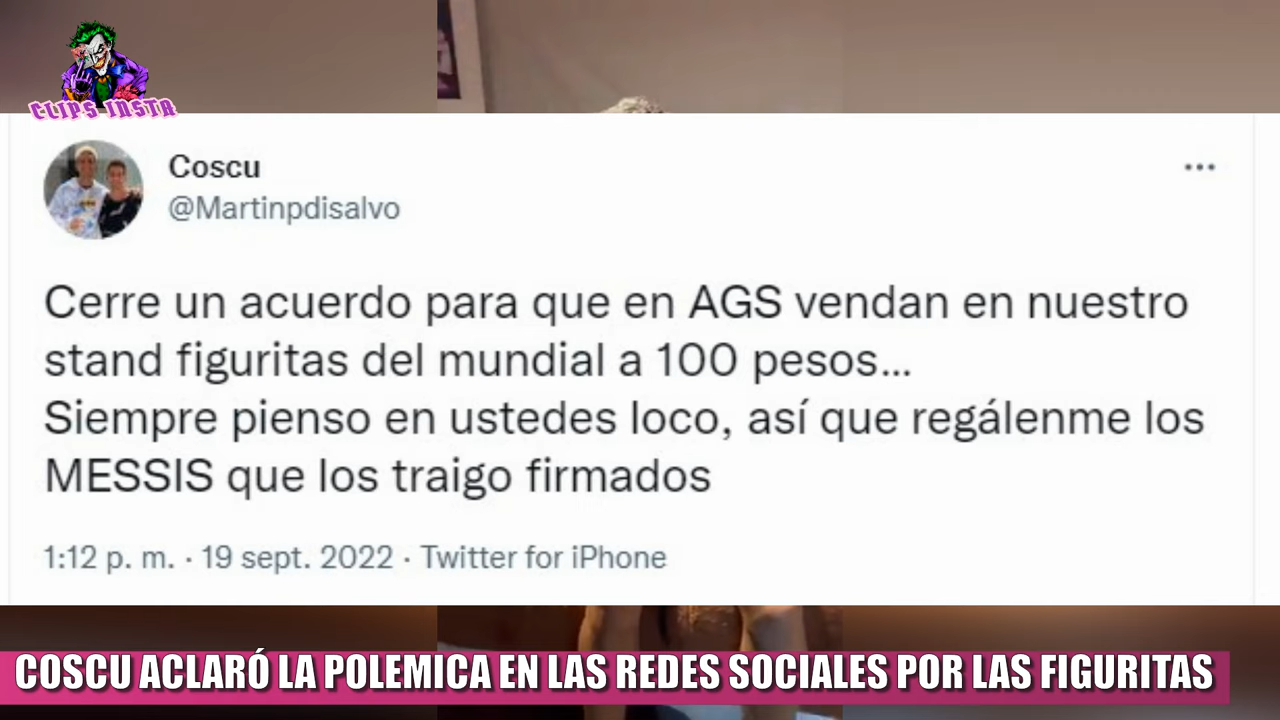 CLIPS INSTA
Coscu
@Martinpdisalvo
Cerre un acuerdo para que en AGS vendan en nuestro
stand figuritas del mundial a 100 pesos...
Siempre pienso en ustedes loco, así que regálenme los
MESSIS que los traigo firmados
1:12 p. m. · 19 sept. 2022 · Twitter for iPhone
COSCU ACLARÓ LA POLEMICA EN LAS REDES SOCIALES POR LAS FIGURITAS